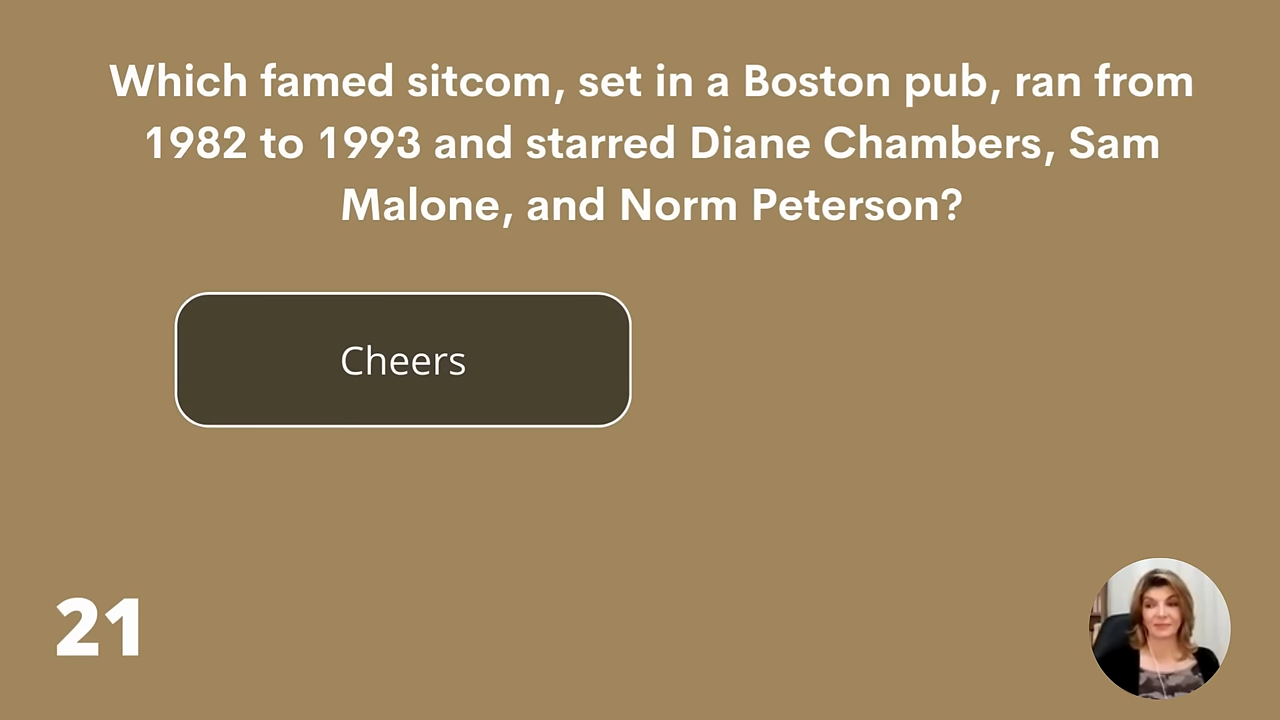 Which famed sitcom, set in a Boston pub, ran from
1982 to 1993 and starred Diane Chambers, Sam
Malone, and Norm Peterson?
Cheers
21